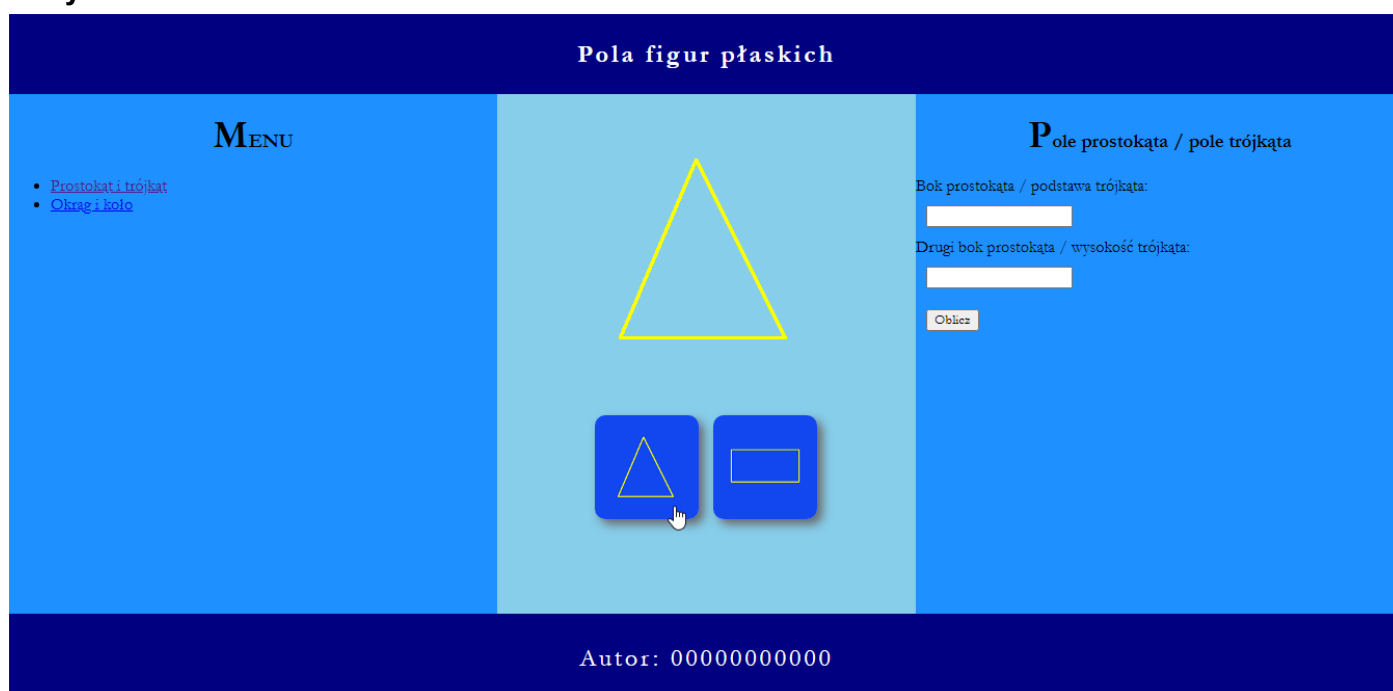 Pola figur płaskich
MENU
Prostokąt i trójkąt
Okrąg i koło
Pole prostokąta / pole trójkąta
Bok prostokąta / podstawa trójkąta:
Drugi bok prostokąta / wysokość trójkąta:
Oblicz
Autor: 00000000000